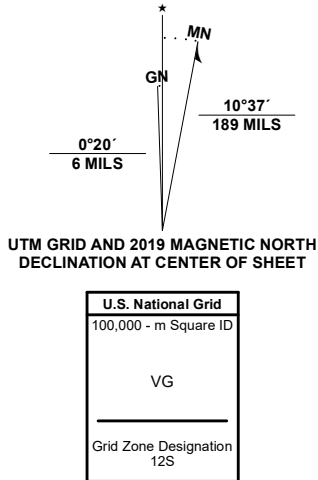 ★
MN
GN
10°37´
189 MILS
0°20´
6 MILS
UTM GRID AND 2019 MAGNETIC NORTH
DECLINATION AT CENTER OF SHEET
U.S. National Grid
100,000 - m Square ID
VG
Grid Zone Designation
12S